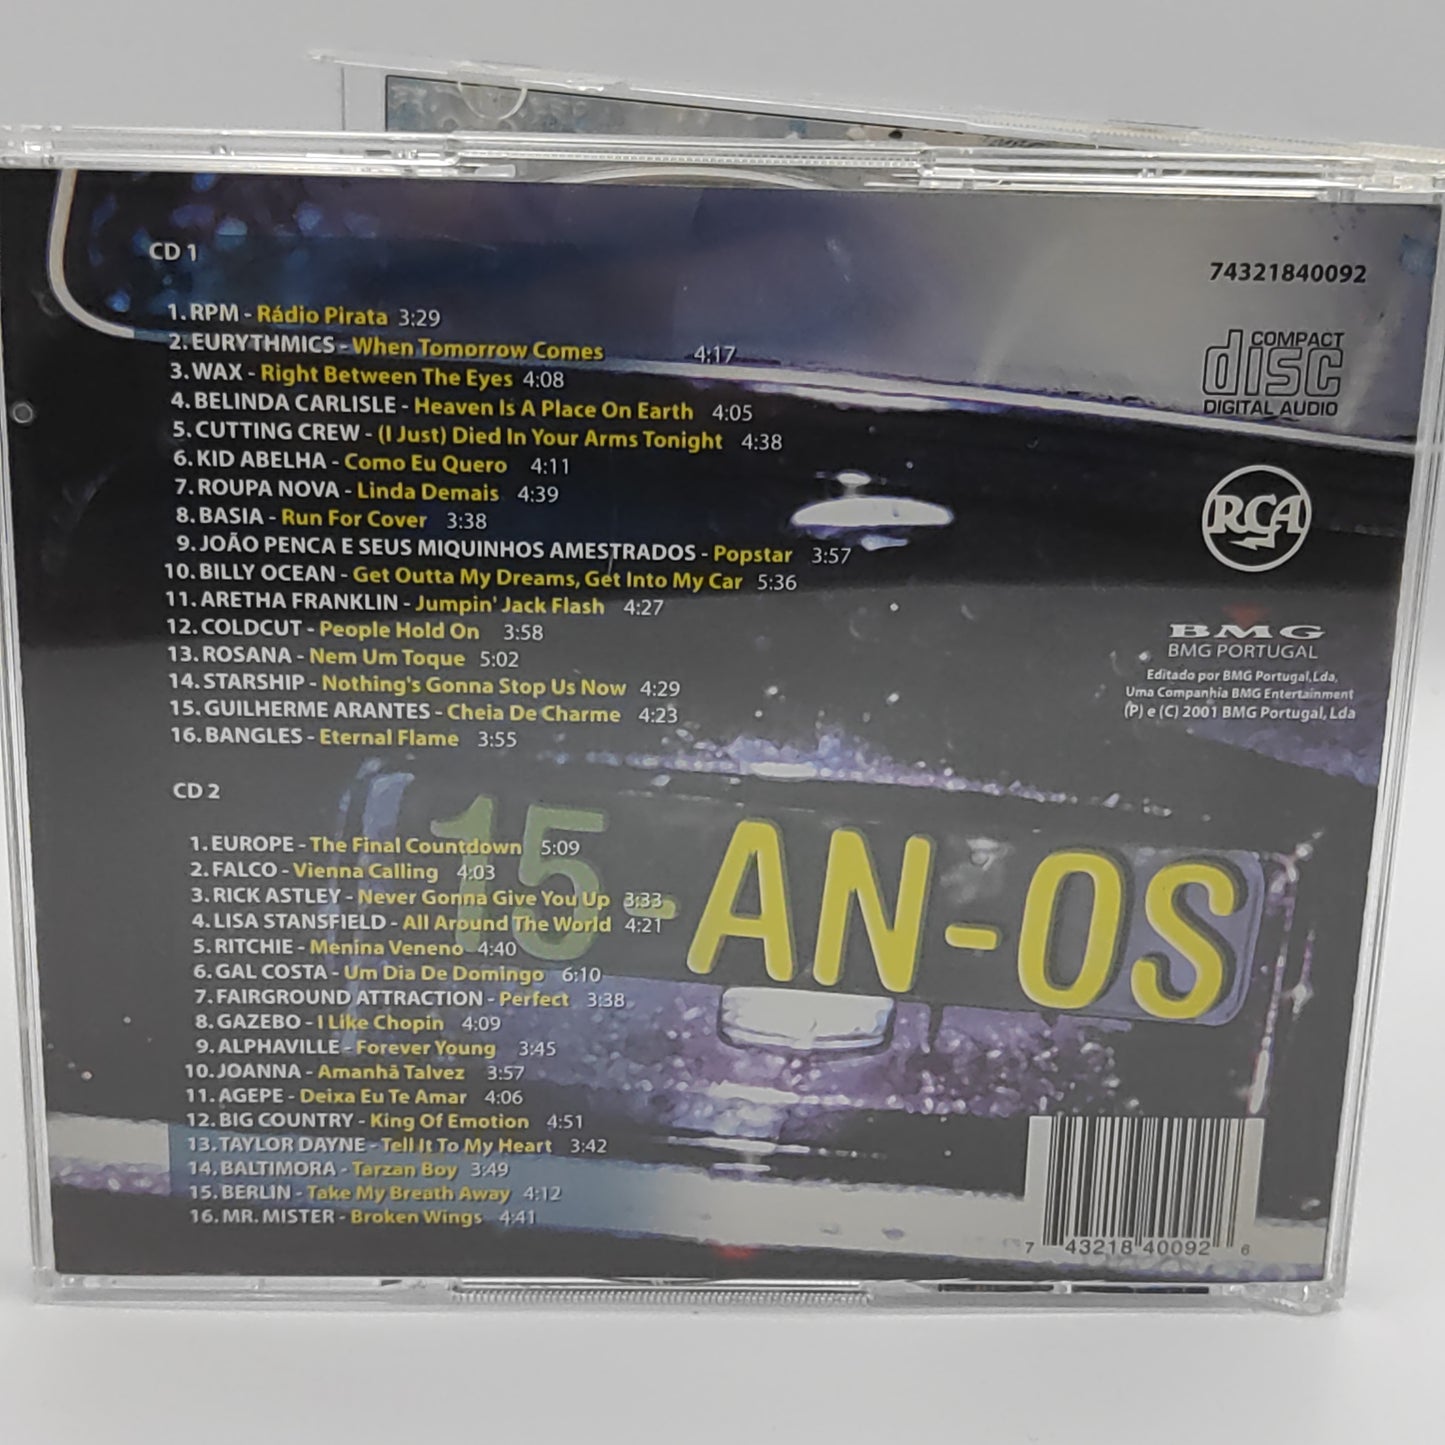 CD 1
1. RPM - Rádio Pirata 3:29
2. EURYTHMICS - When Tomorrow Comes 4:17
3. WAX - Right Between The Eyes 4:08
4. BELINDA CARLISLE - Heaven Is A Place On Earth 4:05
5. CUTTING CREW - (I Just) Died In Your Arms Tonight 4:38
6. KID ABELHA - Como Eu Quero 4:11
7. ROUPA NOVA - Linda Demais 4:39
8. BASIA - Run For Cover 3:38
9. JOÃO PENCA E SEUS MIQUINHOS AMESTRADOS - Popstar 3:57
10. BILLY OCEAN - Get Outta My Dreams, Get Into My Car 5:36
11. ARETHA FRANKLIN - Jumpin' Jack Flash 4:27
12. COLDCUT - People Hold On 3:58
13. ROSANA - Nem Um Toque 5:02
14. STARSHIP - Nothing's Gonna Stop Us Now 4:29
15. GUILHERME ARANTES - Cheia De Charme 4:23
16. BANGLES - Eternal Flame 3:55
CD 2
1. EUROPE - The Final Countdown 5:09
2. FALCO - Vienna Calling 4:03
3. RICK ASTLEY - Never Gonna Give You Up 3:33
4. LISA STANSFIELD - All Around The World 4:21
5. RITCHIE - Menina Veneno 4:40
6. GAL COSTA - Um Dia De Domingo 6:10
7. FAIRGROUND ATTRACTION - Perfect 3:38
8. GAZEBO - I Like Chopin 4:09
9. ALPHAVILLE - Forever Young 3:45
10. JOANNA - Amanhã Talvez 3:57
11. AGEPE - Deixa Eu Te Amar 4:06
12. BIG COUNTRY - King Of Emotion 4:51
13. TAYLOR DAYNE - Tell It To My Heart 3:42
14. BALTIMORA - Tarzan Boy 3:49
15. BERLIN - Take My Breath Away 4:12
16. MR. MISTER - Broken Wings 4:41
74321840092
COMPACT
disc
DIGITAL AUDIO
RCA
BMG
BMG PORTUGAL
Editado por BMG Portugal, Lda,
Uma Companhia BMG Entertainment
(P) e (C) 2001 BMG Portugal, Lda
15-AN-OS
7 43218 40092 6